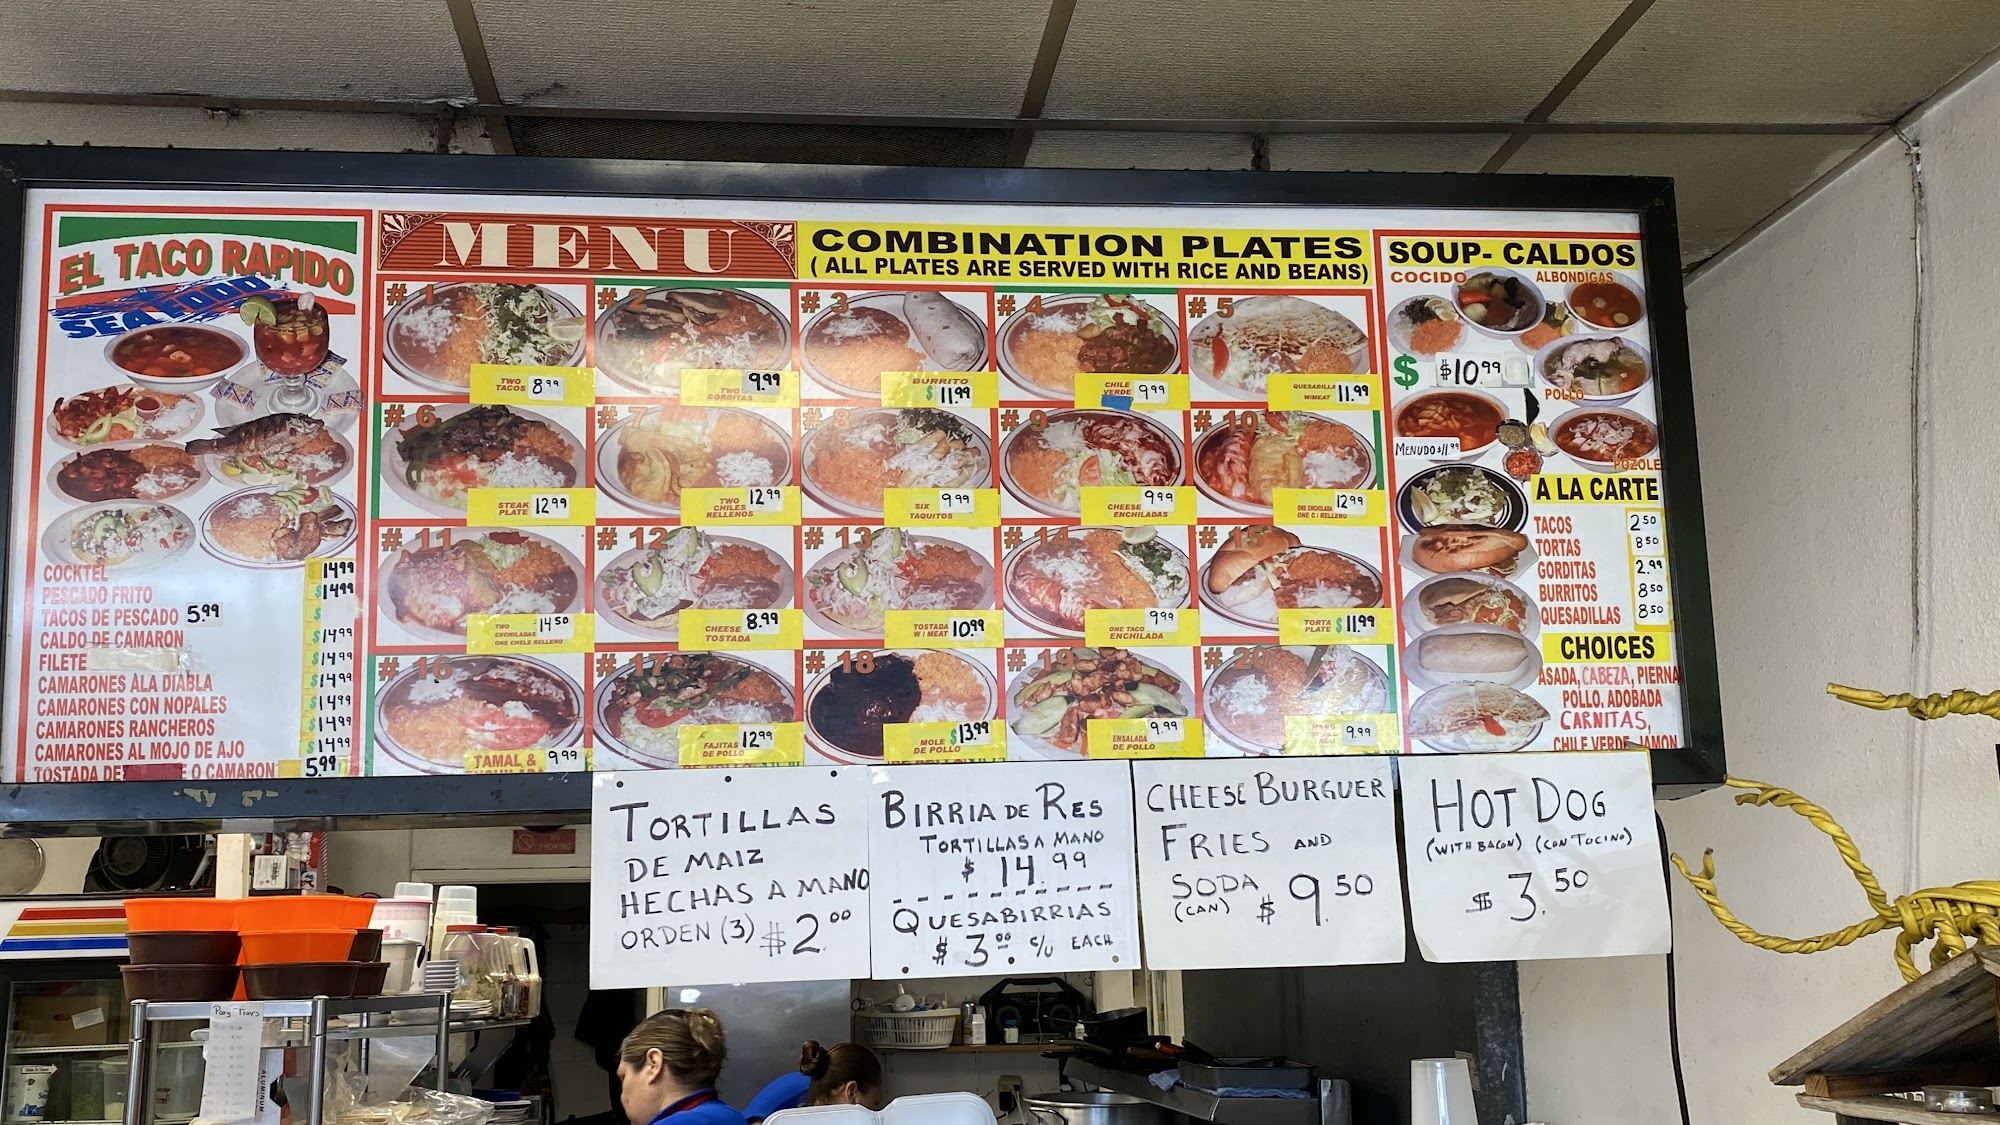 EL TACO RAPIDO
SEAFOOD
COCKTEL $14.99
PESCADO FRITO $14.99
TACOS DE PESCADO 5.99 $
CALDO DE CAMARON $14.99
FILETE $14.99
CAMARONES ALA DIABLA $14.99
CAMARONES CON NOPALES $14.99
CAMARONES RANCHEROS $14.99
CAMARONES AL MOJO DE AJO $14.99
TOSTADA DE O CAMARON 5.99
MENU
COMBINATION PLATES
( ALL PLATES ARE SERVED WITH RICE AND BEANS)
# 1
TWO
TACOS 8.99
# 2
TWO
GORDITAS 9.99
# 3
BURRITO
$ 11.99
# 4
CHILE
VERDE 9.99
# 5
QUESADILLA
W/MEAT 11.99
# 6
STEAK
PLATE 12.99
# 7
TWO
CHILES
RELLENOS 12.99
# 8
SIX
TAQUITOS 9.99
# 9
CHEESE
ENCHILADAS 9.99
# 10
ONE ENCHILADA
ONE C / RELLENO 12.99
# 11
TWO
ENCHILADAS
ONE CHELE RELLENO 14.50
# 12
CHEESE
TOSTADA 8.99
# 13
TOSTADA
W / MEAT 10.99
# 14
ONE TACO
ENCHILADA 9.99
# 15
TORTA
PLATE $ 11.99
# 16
TAMAL &
9.99
# 17
FAJITAS
DE POLLO 12.99
# 18
MOLE
DE POLLO $13.99
# 19
ENSALADA
DE POLLO 9.99
# 20
9.99
SOUP- CALDOS
COCIDO
ALBONDIGAS
$ $10.99
POLLO
MENUDO $11.99
POZOLE
A LA CARTE
TACOS 2.50
TORTAS 8.50
GORDITAS 2.99
BURRITOS 8.50
QUESADILLAS 8.50
CHOICES
ASADA, CABEZA, PIERNA
POLLO, ADOBADA
CARNITAS,
CHILE VERDE, JAMON
TORTILLAS
DE MAIZ
HECHAS A MANO
ORDEN (3) $2.00
BIRRIA DE RES
TORTILLAS A MANO
$ 14.99
QUESABIRRIAS
$ 3.00 c/u EACH
CHEESE BURGUER
FRIES AND
SODA
(CAN) $ 9.50
HOT DOG
(WITH BACON) (CON TOCINO)
$ 3.50
NO
SMOKING
Party Trays
ALUMINUM